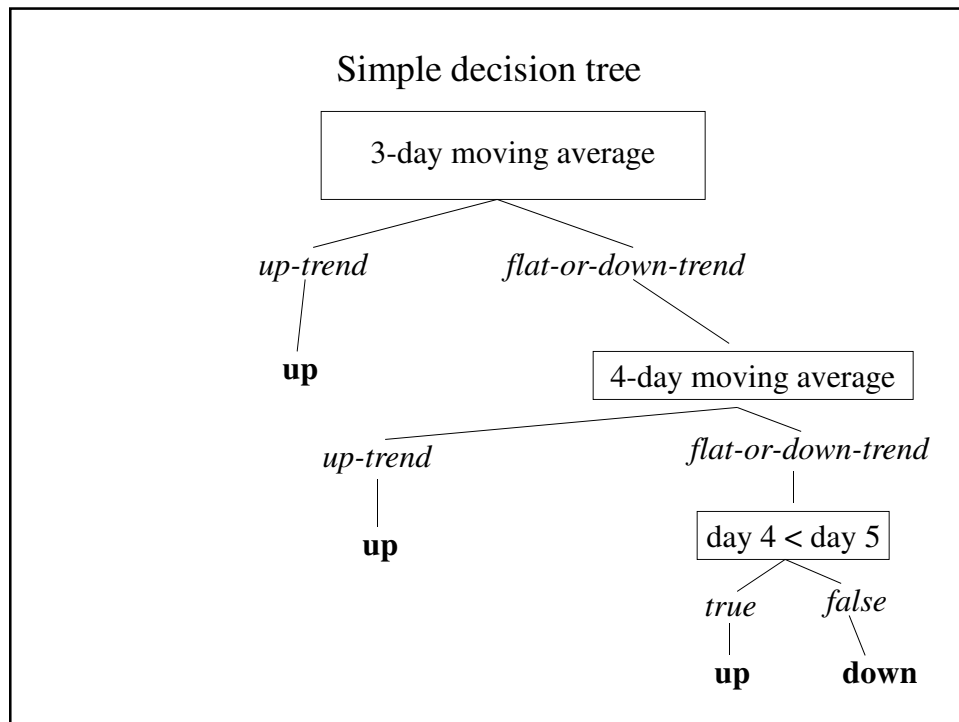 Simple decision tree
3-day moving average
up-trend
flat-or-down-trend
up
4-day moving average
up-trend
flat-or-down-trend
up
day 4 < day 5
true
false
up
down